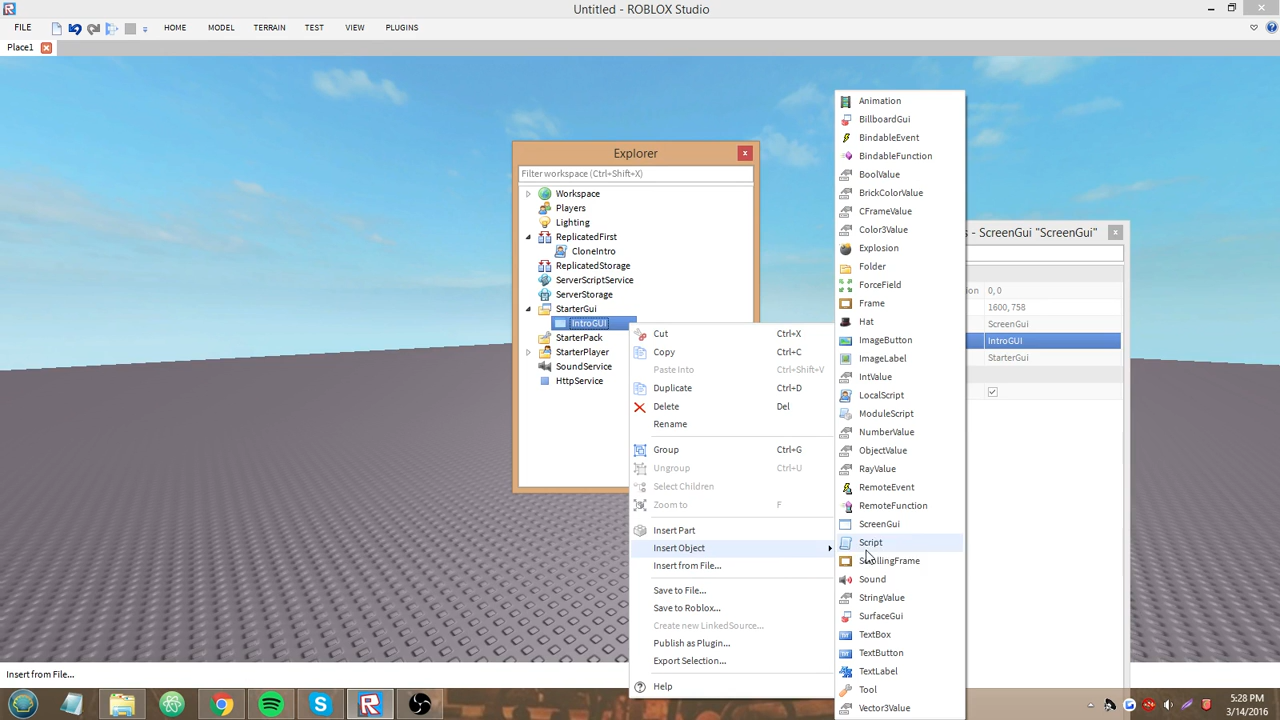 Untitled - ROBLOX Studio
FILE
HOME
MODEL
TERRAIN
TEST
VIEW
PLUGINS
Place1
Explorer
Filter workspace (Ctrl+Shift+X)
Workspace
Players
Lighting
ReplicatedFirst
CloneIntro
ReplicatedStorage
ServerScriptService
ServerStorage
StarterGui
IntroGUI
StarterPack
StarterPlayer
SoundService
HttpService
Cut Ctrl+X
Copy Ctrl+C
Paste Into Ctrl+Shift+V
Duplicate Ctrl+D
Delete Del
Rename
Group Ctrl+G
Ungroup Ctrl+U
Select Children
Zoom to F
Insert Part
Insert Object
Insert from File...
Save to File...
Save to Roblox...
Create new LinkedSource...
Publish as Plugin...
Export Selection...
Help
Animation
BillboardGui
BindableEvent
BindableFunction
BoolValue
BrickColorValue
CFrameValue
Color3Value
Explosion
Folder
ForceField
Frame
Hat
ImageButton
ImageLabel
IntValue
LocalScript
ModuleScript
NumberValue
ObjectValue
RayValue
RemoteEvent
RemoteFunction
ScreenGui
Script
ScrollingFrame
Sound
StringValue
SurfaceGui
TextBox
TextButton
TextLabel
Tool
Vector3Value
s - ScreenGui "ScreenGui"
ion 0, 0
1600, 758
ScreenGui
IntroGUI
StarterGui
Insert from File...
5:28 PM
3/14/2016